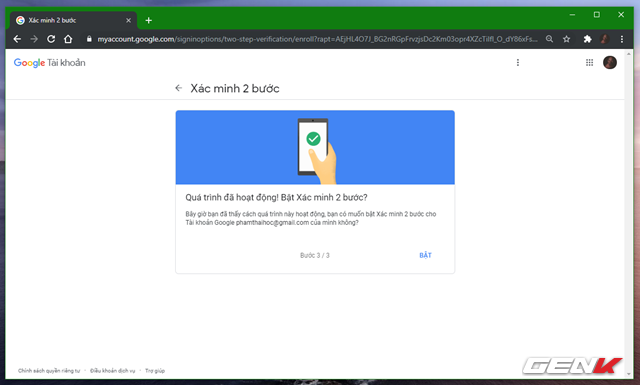 Xác minh 2 bước
myaccount.google.com/signinoptions/two-step-verification/enroll?rapt=
Google Tài khoản
Xác minh 2 bước
Quá trình đã hoạt động! Bật Xác minh 2 bước?
Bây giờ bạn đã thấy cách quá trình này hoạt động, bạn có muốn bật Xác minh 2 bước cho
Tài khoản Google phamthaihoc@gmail.com của mình không?
Bước 3 / 3
BẬT
Chính sách quyền riêng tư · Điều khoản dịch vụ · Trợ giúp
GENK